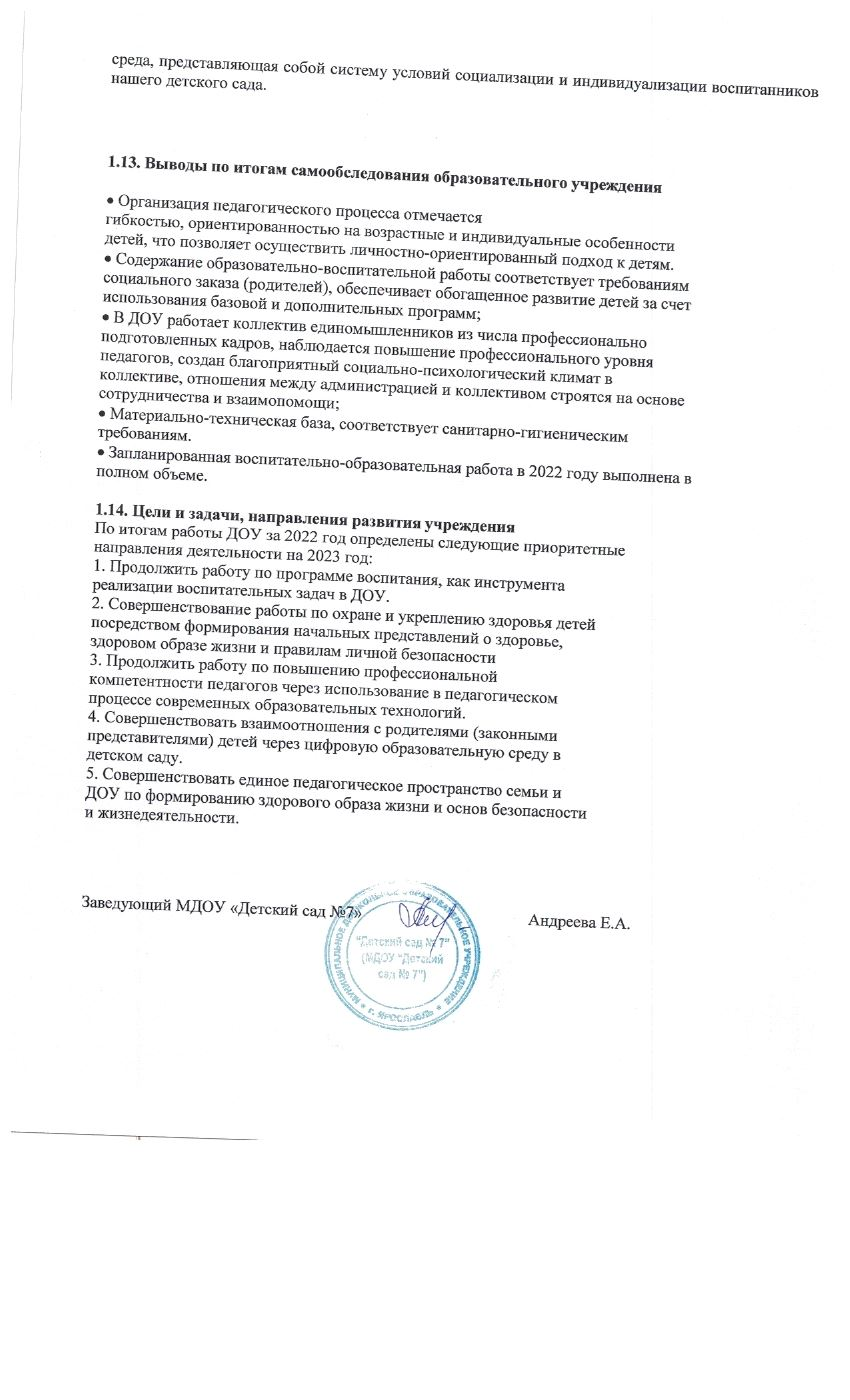 среда, представляющая собой систему условий социализации и индивидуализации воспитанников
нашего детского сада.
1.13. Выводы по итогам самообследования образовательного учреждения
• Организация педагогического процесса отмечается
гибкостью, ориентированностью на возрастные и индивидуальные особенности
детей, что позволяет осуществить личностно-ориентированный подход к детям.
• Содержание образовательно-воспитательной работы соответствует требованиям
социального заказа (родителей), обеспечивает обогащенное развитие детей за счет
использования базовой и дополнительных программ;
• В ДОУ работает коллектив единомышленников из числа профессионально
подготовленных кадров, наблюдается повышение профессионального уровня
педагогов, создан благоприятный социально-психологический климат в
коллективе, отношения между администрацией и коллективом строятся на основе
сотрудничества и взаимопомощи;
• Материально-техническая база, соответствует санитарно-гигиеническим
требованиям.
• Запланированная воспитательно-образовательная работа в 2022 году выполнена в
полном объеме.
1.14. Цели и задачи, направления развития учреждения
По итогам работы ДОУ за 2022 год определены следующие приоритетные
направления деятельности на 2023 год:
1. Продолжить работу по программе воспитания, как инструмента
реализации воспитательных задач в ДОУ.
2. Совершенствование работы по охране и укреплению здоровья детей
посредством формирования начальных представлений о здоровье,
здоровом образе жизни и правилам личной безопасности
3. Продолжить работу по повышению профессиональной
компетентности педагогов через использование в педагогическом
процессе современных образовательных технологий.
4. Совершенствовать взаимоотношения с родителями (законными
представителями) детей через цифровую образовательную среду в
детском саду.
5. Совершенствовать единое педагогическое пространство семьи и
ДОУ по формированию здорового образа жизни и основ безопасности
и жизнедеятельности.
Заведующий МДОУ «Детский сад №7»
Андреева Е.А.
МУНИЦИПАЛЬНОЕ ДОШКОЛЬНОЕ ОБРАЗОВАТЕЛЬНОЕ УЧРЕЖДЕНИЕ
"Детский сад № 7"
(МДОУ "Детский
сад № 7")
* г. ЯРОСЛАВЛЬ *